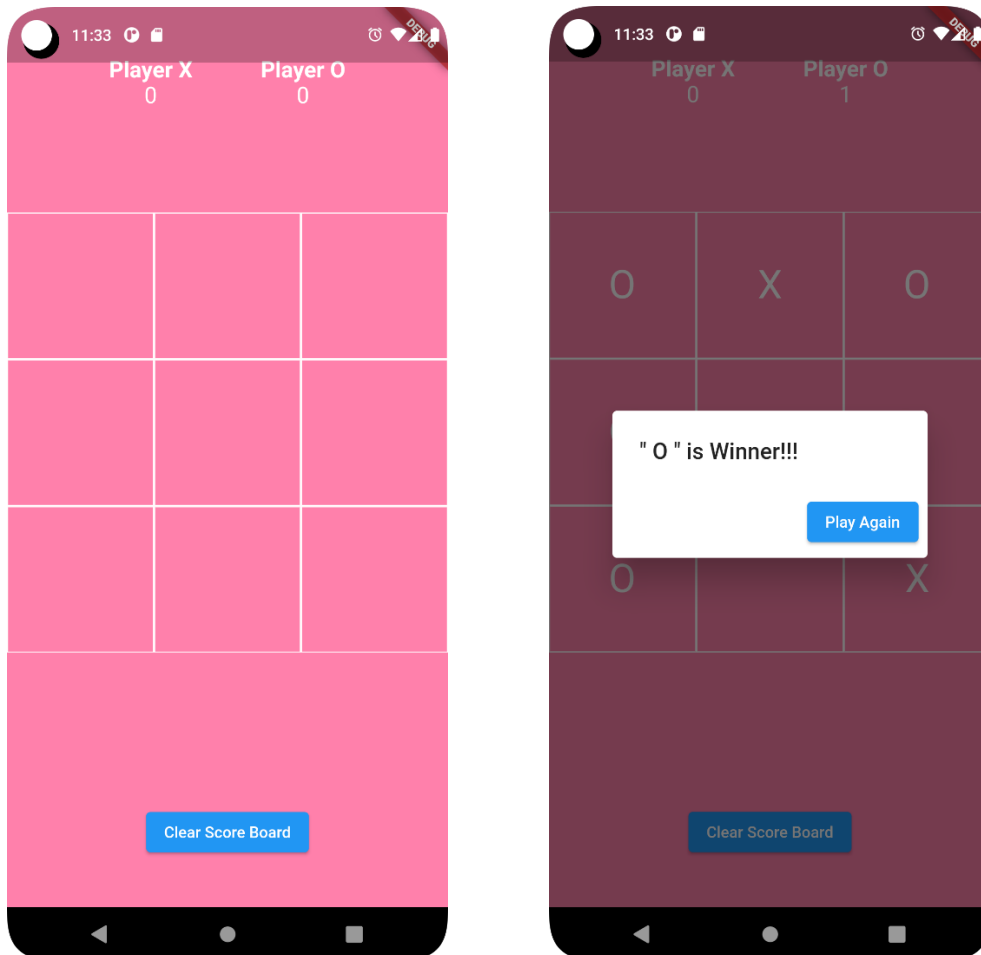 11:33
DEBUG
Player X Player O
0 0
Clear Score Board
11:33
DEBUG
Player X Player O
0 1
O X O
" O " is Winner!!!
Play Again
O X
Clear Score Board